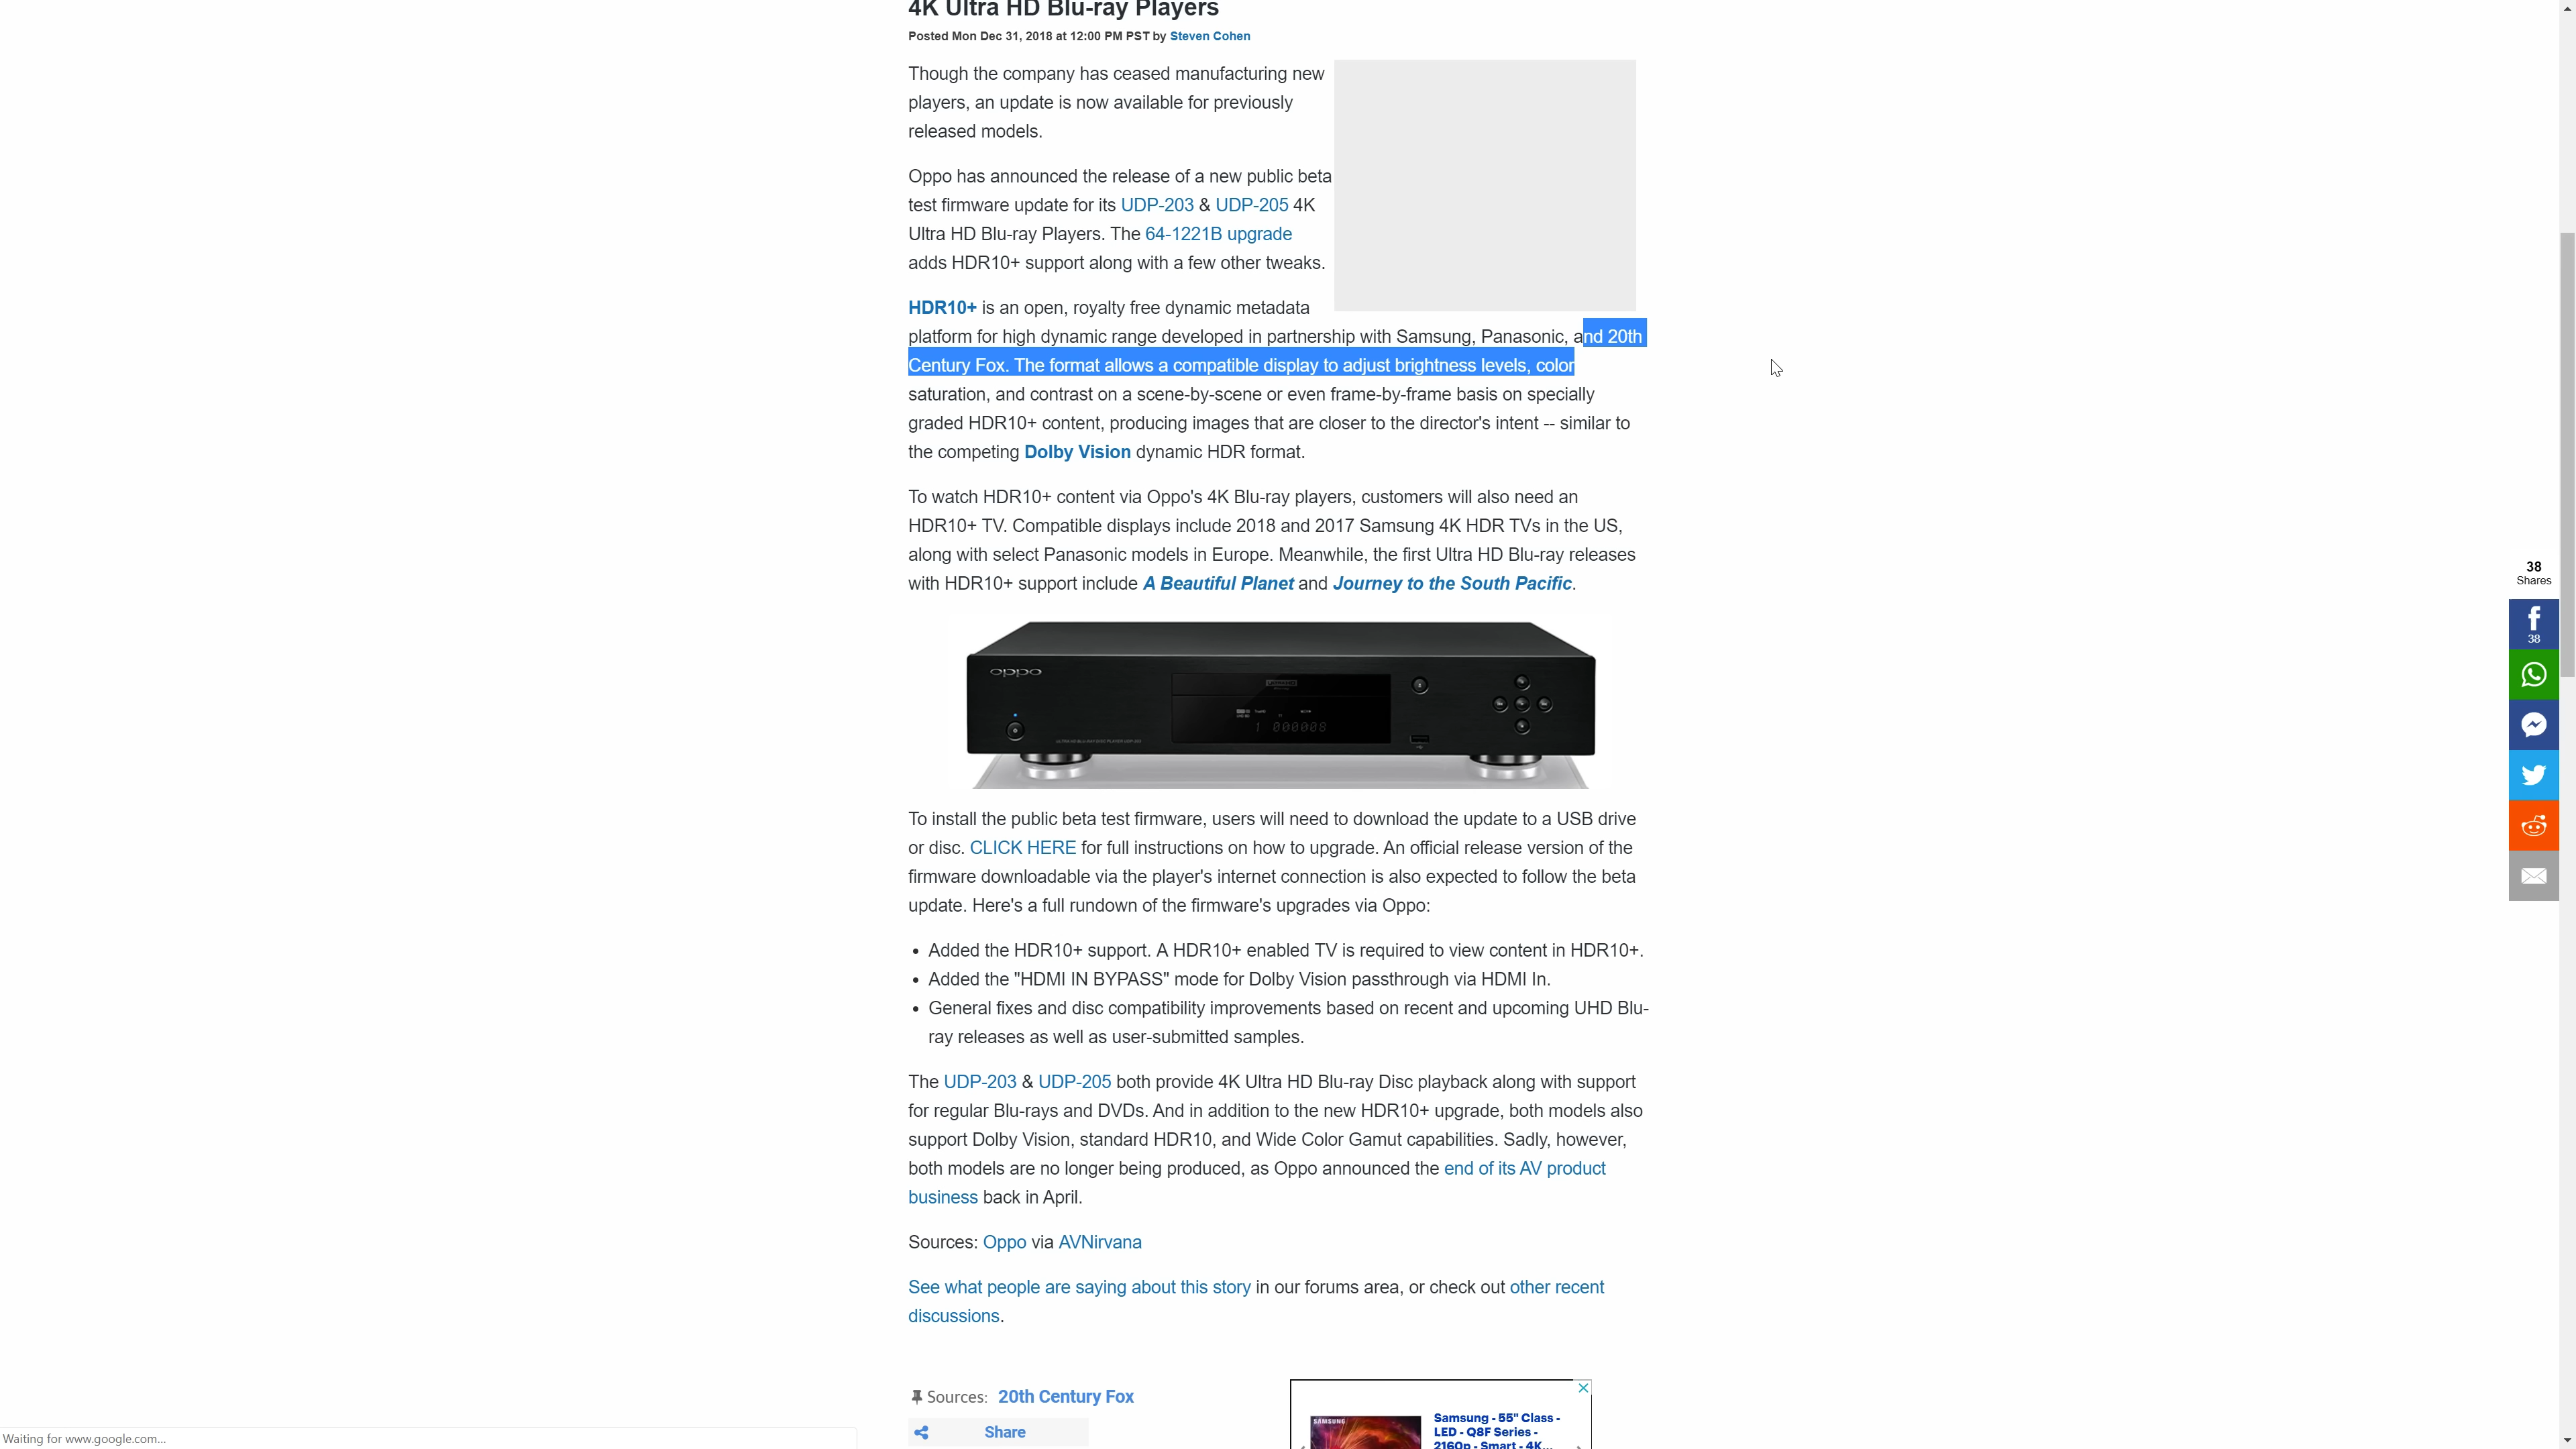 4K Ultra HD Blu-ray Players
Posted Mon Dec 31, 2018 at 12:00 PM PST by Steven Cohen
Though the company has ceased manufacturing new
players, an update is now available for previously
released models.
Oppo has announced the release of a new public beta
test firmware update for its UDP-203 & UDP-205 4K
Ultra HD Blu-ray Players. The 64-1221B upgrade
adds HDR10+ support along with a few other tweaks.
HDR10+ is an open, royalty free dynamic metadata
platform for high dynamic range developed in partnership with Samsung, Panasonic, and 20th
Century Fox. The format allows a compatible display to adjust brightness levels, color
saturation, and contrast on a scene-by-scene or even frame-by-frame basis on specially
graded HDR10+ content, producing images that are closer to the director's intent -- similar to
the competing Dolby Vision dynamic HDR format.
To watch HDR10+ content via Oppo's 4K Blu-ray players, customers will also need an
HDR10+ TV. Compatible displays include 2018 and 2017 Samsung 4K HDR TVs in the US,
along with select Panasonic models in Europe. Meanwhile, the first Ultra HD Blu-ray releases
with HDR10+ support include A Beautiful Planet and Journey to the South Pacific.
38
Shares
38
oppo
1 000008
To install the public beta test firmware, users will need to download the update to a USB drive
or disc. CLICK HERE for full instructions on how to upgrade. An official release version of the
firmware downloadable via the player's internet connection is also expected to follow the beta
update. Here's a full rundown of the firmware's upgrades via Oppo:
• Added the HDR10+ support. A HDR10+ enabled TV is required to view content in HDR10+.
• Added the "HDMI IN BYPASS" mode for Dolby Vision passthrough via HDMI In.
• General fixes and disc compatibility improvements based on recent and upcoming UHD Blu-
ray releases as well as user-submitted samples.
The UDP-203 & UDP-205 both provide 4K Ultra HD Blu-ray Disc playback along with support
for regular Blu-rays and DVDs. And in addition to the new HDR10+ upgrade, both models also
support Dolby Vision, standard HDR10, and Wide Color Gamut capabilities. Sadly, however,
both models are no longer being produced, as Oppo announced the end of its AV product
business back in April.
Sources: Oppo via AVNirvana
See what people are saying about this story in our forums area, or check out other recent
discussions.
Sources: 20th Century Fox
Share
SAMSUNG
Samsung - 55" Class -
LED - Q8F Series -
2160p - Smart - 4K...
Waiting for www.google.com...